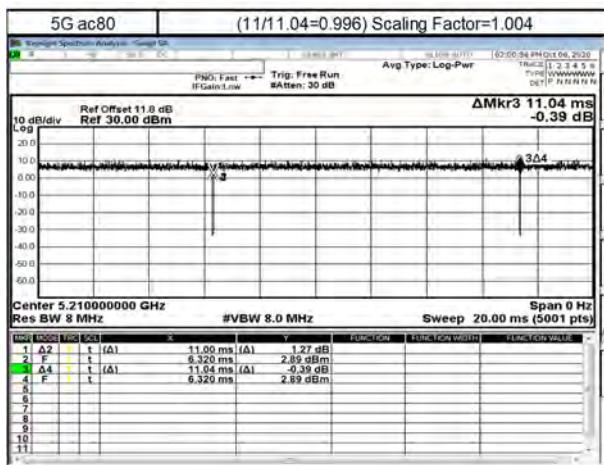 5G ac80 (11/11.04=0.996) Scaling Factor=1.004
Keysight Spectrum Analyzer - Swept SA
02:00:56 PM Oct 06, 2020
Avg Type: Log-Pwr
TRACE 1 2 3 4 5 6
PNO: Fast Trig: Free Run
TYPE WWWWWW
IFGain:Low #Atten: 30 dB
DET P N N N N N
ΔMkr3 11.04 ms
Ref Offset 11.8 dB
10 dB/div Ref 30.00 dBm -0.39 dB
Log
20.0
10.0
3Δ4
0.00
-10.0
-20.0
-30.0
-40.0
-50.0
-60.0
Center 5.210000000 GHz Span 0 Hz
Res BW 8 MHz #VBW 8.0 MHz Sweep 20.00 ms (5001 pts)
MKR MODE TRC SCL X Y FUNCTION FUNCTION WIDTH FUNCTION VALUE
1 Δ2 t (Δ) 11.00 ms (Δ) 1.27 dB
2 F t 6.320 ms 2.89 dBm
3 Δ4 t (Δ) 11.04 ms (Δ) -0.39 dB
4 F t 6.320 ms 2.89 dBm
5
6
7
8
9
10
11